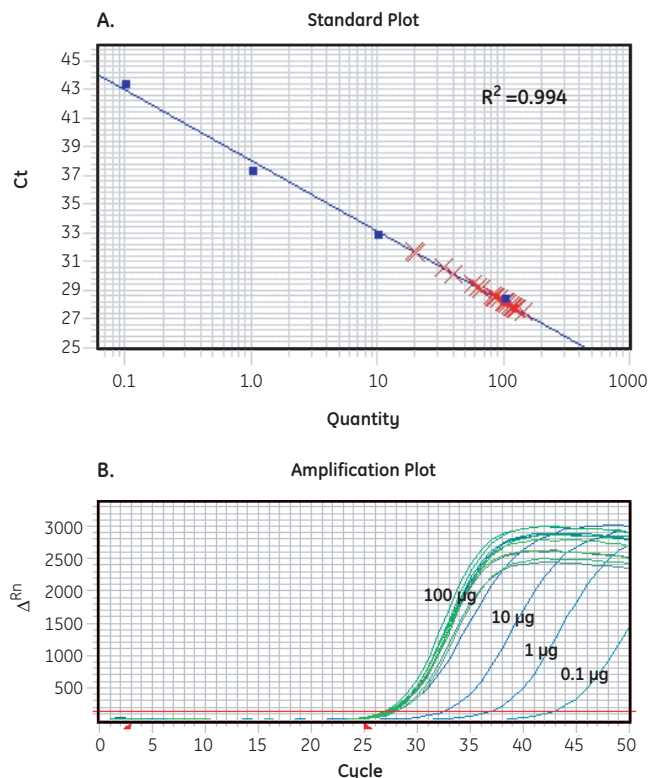 A. Standard Plot
45
43
41
39
37
35
33
31
29
27
25
Ct
R² =0.994
0.1 1.0 10 100 1000
Quantity
B. Amplification Plot
3000
2500
2000
1500
1000
500
ΔRn
100 µg
10 µg
1 µg
0.1 µg
0 5 10 15 20 25 30 35 40 45 50
Cycle